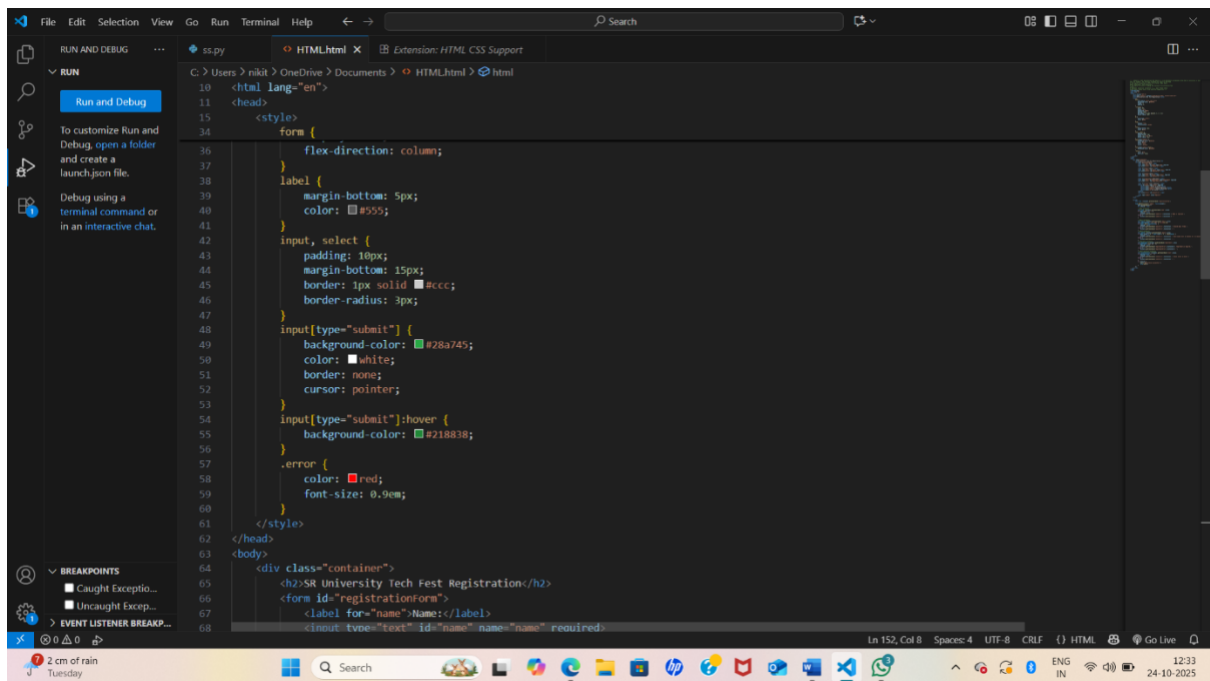 File Edit Selection View Go Run Terminal Help
Search
RUN AND DEBUG
ss.py
HTML.html
Extension: HTML CSS Support
RUN
C: > Users > nikit > OneDrive > Documents > HTML.html > html
Run and Debug
To customize Run and
Debug, open a folder
and create a
launch.json file.
Debug using a
terminal command or
in an interactive chat.
10 <html lang="en">
11 <head>
15 <style>
34 form {
36 flex-direction: column;
37 }
38 label {
39 margin-bottom: 5px;
40 color: #555;
41 }
42 input, select {
43 padding: 10px;
44 margin-bottom: 15px;
45 border: 1px solid #ccc;
46 border-radius: 3px;
47 }
48 input[type="submit"] {
49 background-color: #28a745;
50 color: white;
51 border: none;
52 cursor: pointer;
53 }
54 input[type="submit"]:hover {
55 background-color: #218838;
56 }
57 .error {
58 color: red;
59 font-size: 0.9em;
60 }
61 </style>
62 </head>
63 <body>
64 <div class="container">
65 <h2>SR University Tech Fest Registration</h2>
66 <form id="registrationForm">
67 <label for="name">Name:</label>
68 <input type="text" id="name" name="name" required>
BREAKPOINTS
Caught Exceptio...
Uncaught Excep...
EVENT LISTENER BREAKP...
1
1
0 0
Ln 152, Col 8 Spaces: 4 UTF-8 CRLF {} HTML Go Live
2 cm of rain
Tuesday
Search
3
ENG
IN
12:33
24-10-2025